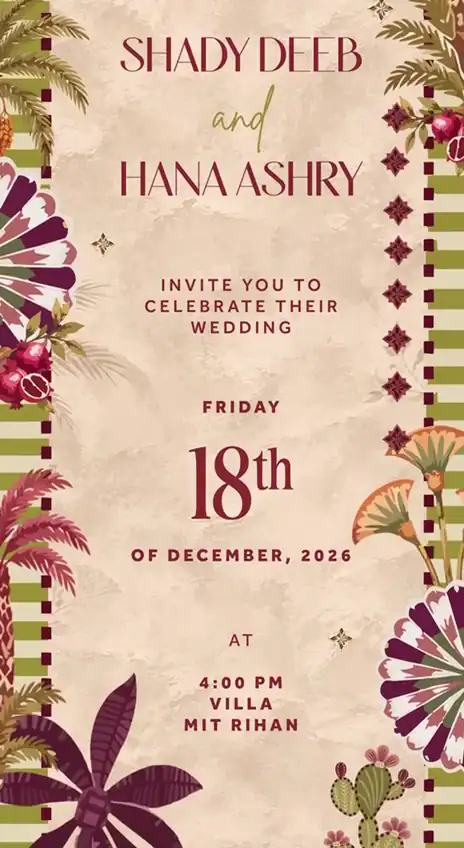 SHADY DEEB
and
HANA ASHRY
INVITE YOU TO
CELEBRATE THEIR
WEDDING
FRIDAY
18th
OF DECEMBER, 2026
AT
4:00 PM
VILLA
MIT RIHAN